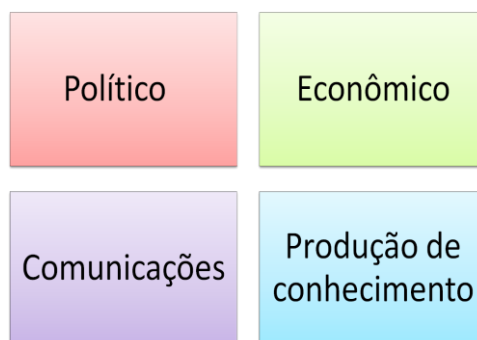 Político
Econômico
Comunicações
Produção de
conhecimento